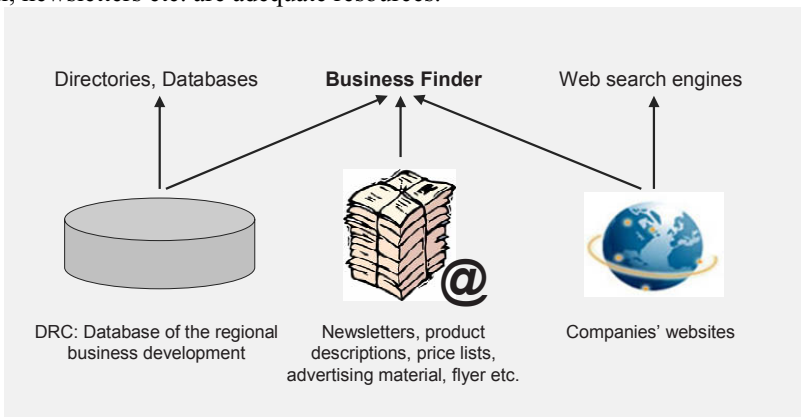 newsletters etc. are adequate resources.
Directories, Databases
Business Finder
Web search engines
@
DRC: Database of the regional
business development
Newsletters, product
descriptions, price lists,
advertising material, flyer etc.
Companies' websites